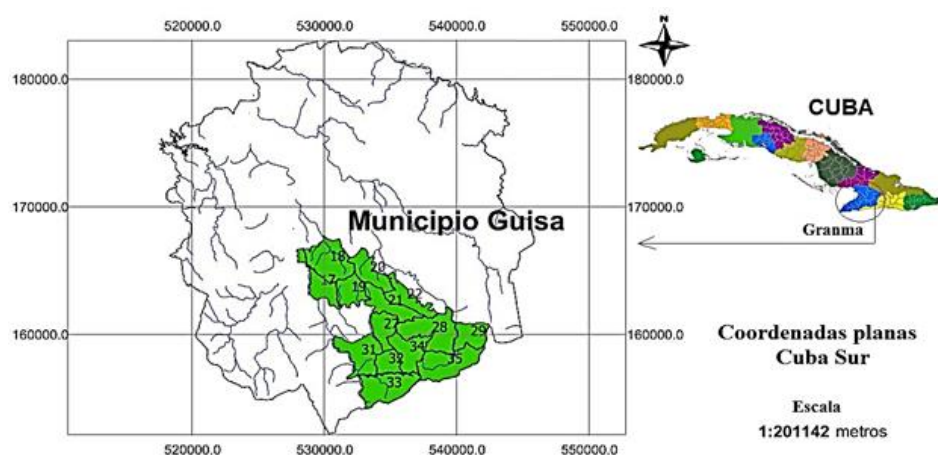 520000.0 530000.0 540000.0 550000.0
N
180000.0 180000.0
CUBA
170000.0 170000.0
Municipio Guisa
Granma
18
20
17
19
22
21
160000.0 160000.0
27
28
29
34
31
32
35
33
Coordenadas planas
Cuba Sur
Escala
1:201142 metros
520000.0 530000.0 540000.0 550000.0